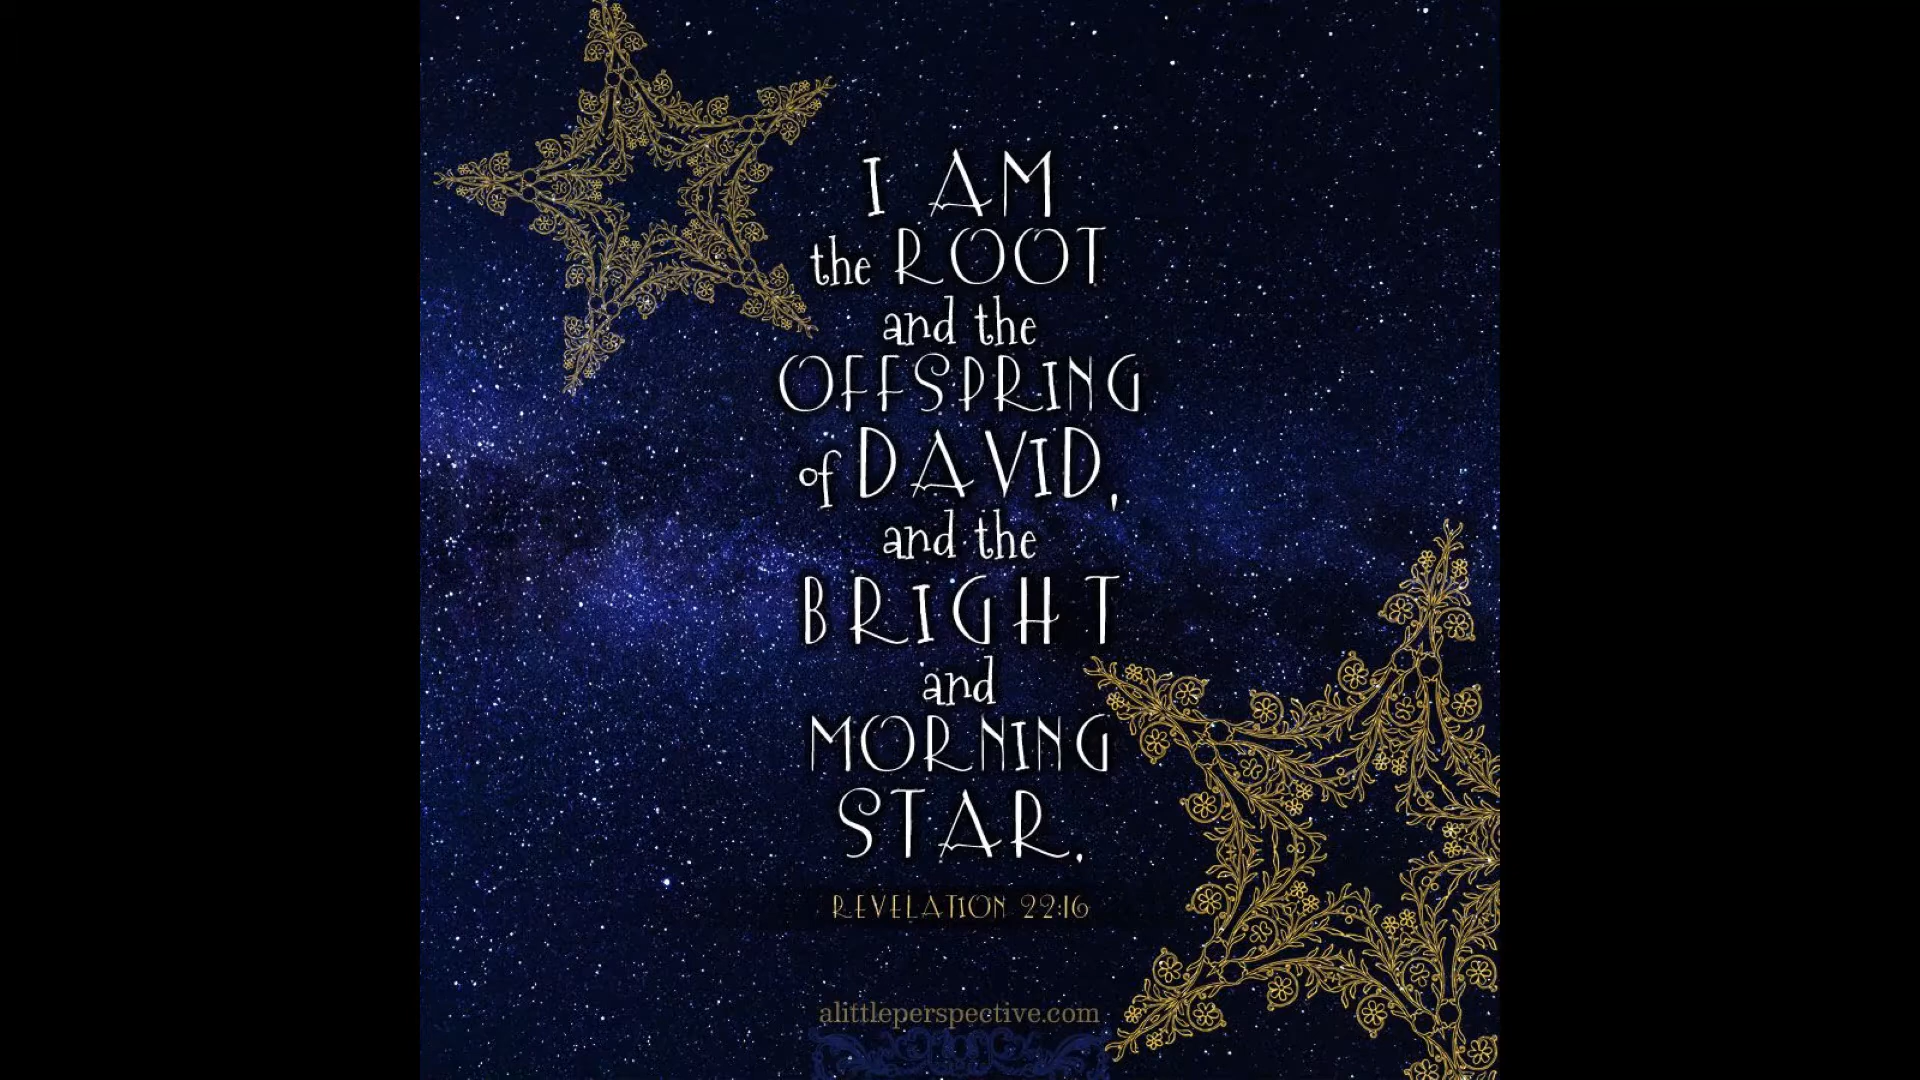 I AM
the ROOT
and the
OFFSPRING
of DAVID,
and the
BRIGHT
and
MORNING
STAR.
REVELATION 22:16
alittleperspective.com